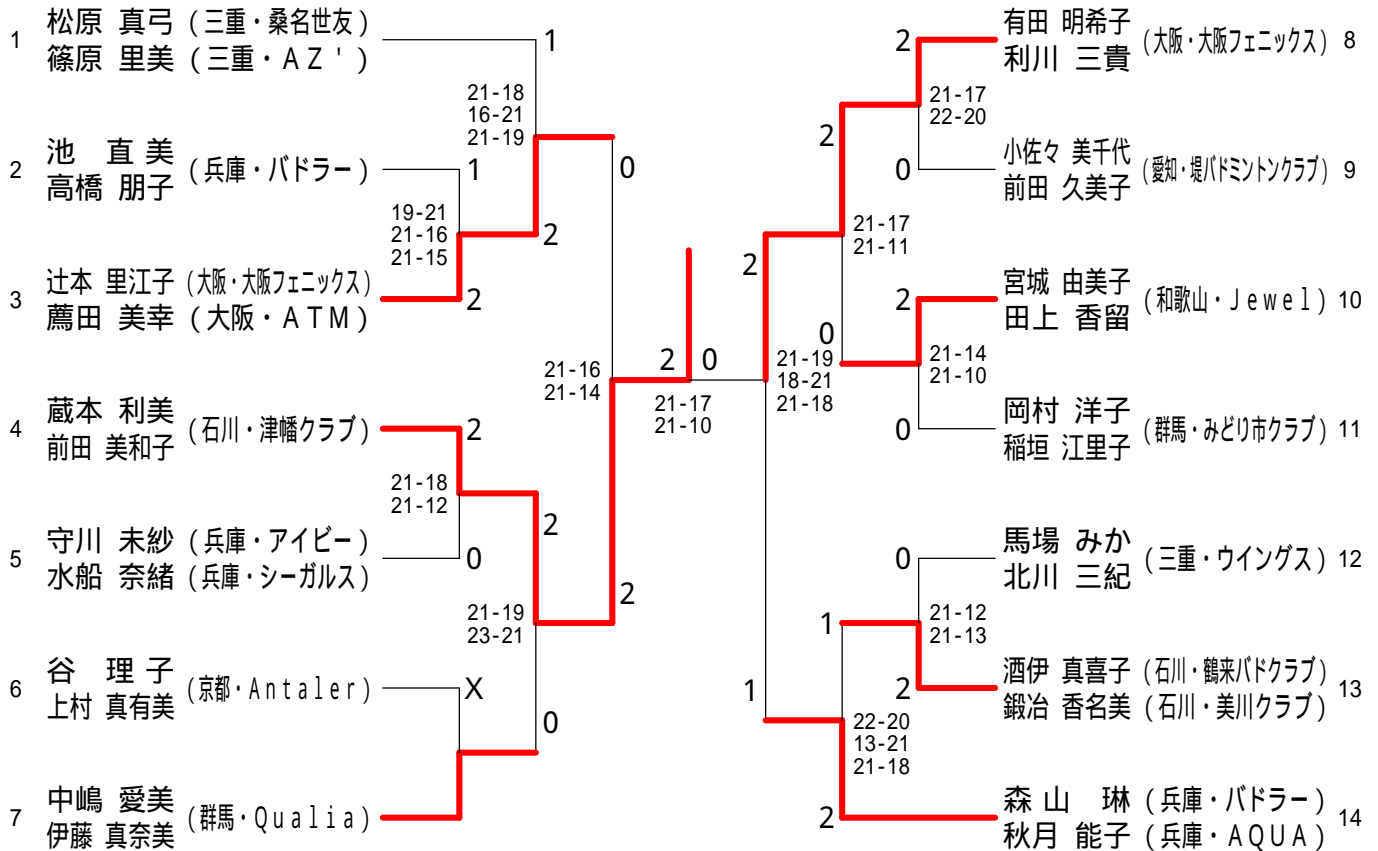 1 松原 真弓 (三重・桑名世友)
篠原 里美 (三重・ＡＺ')
1
21-18
16-21
21-19
2 池　直美
高橋 朋子 (兵庫・バドラー)
1
0
19-21
21-16
21-15
2
3 辻本 里江子 (大阪・大阪フェニックス)
薦田 美幸 (大阪・ＡＴＭ)
2
21-16
21-14
2 0
21-17
21-10
4 蔵本 利美
前田 美和子 (石川・津幡クラブ)
2
21-18
21-12
2
5 守川 未紗 (兵庫・アイビー)
水船 奈緒 (兵庫・シーガルス)
0
2
21-19
23-21
6 谷　理子
上村 真有美 (京都・Ａｎｔａｌｅｒ)
X
0
7 中嶋 愛美
伊藤 真奈美 (群馬・Ｑｕａｌｉａ)
2
有田 明希子
利川 三貴 (大阪・大阪フェニックス) 8
21-17
22-20
2
0
小佐々 美千代
前田 久美子 (愛知・堤バドミントンクラブ) 9
21-17
21-11
2
2
宮城 由美子
田上 香留 (和歌山・Ｊｅｗｅｌ) 10
0
21-19
18-21
21-18
21-14
21-10
0
岡村 洋子
稲垣 江里子 (群馬・みどり市クラブ) 11
0
馬場 みか
北川 三紀 (三重・ウイングス) 12
21-12
21-13
1
2
酒伊 真喜子 (石川・鶴来バドクラブ)
鍛冶 香名美 (石川・美川クラブ) 13
1
22-20
13-21
21-18
2
森山　琳 (兵庫・バドラー)
秋月 能子 (兵庫・ＡＱＵＡ) 14